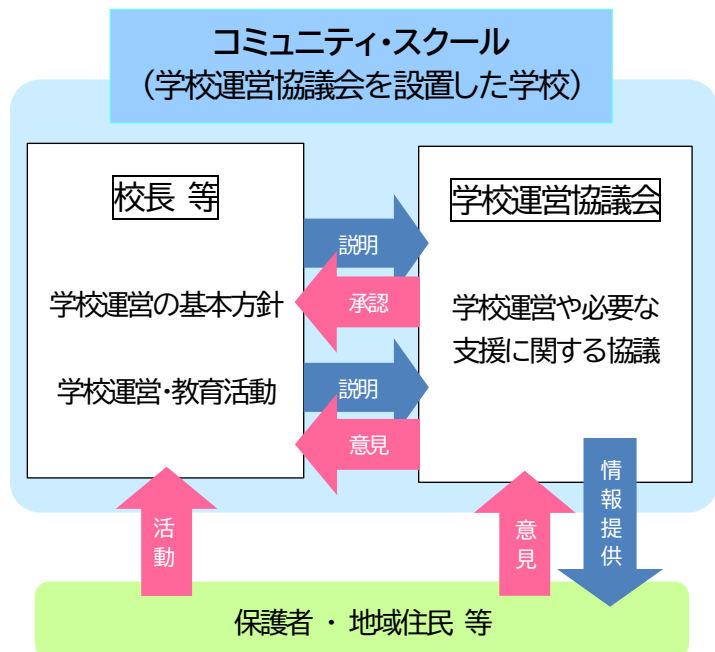 コミュニティ・スクール
（学校運営協議会を設置した学校）
校長 等
学校運営の基本方針
学校運営・教育活動
説明
承認
説明
意見
学校運営協議会
学校運営や必要な
支援に関する協議
活動
意見
情報提供
保護者 ・ 地域住民 等